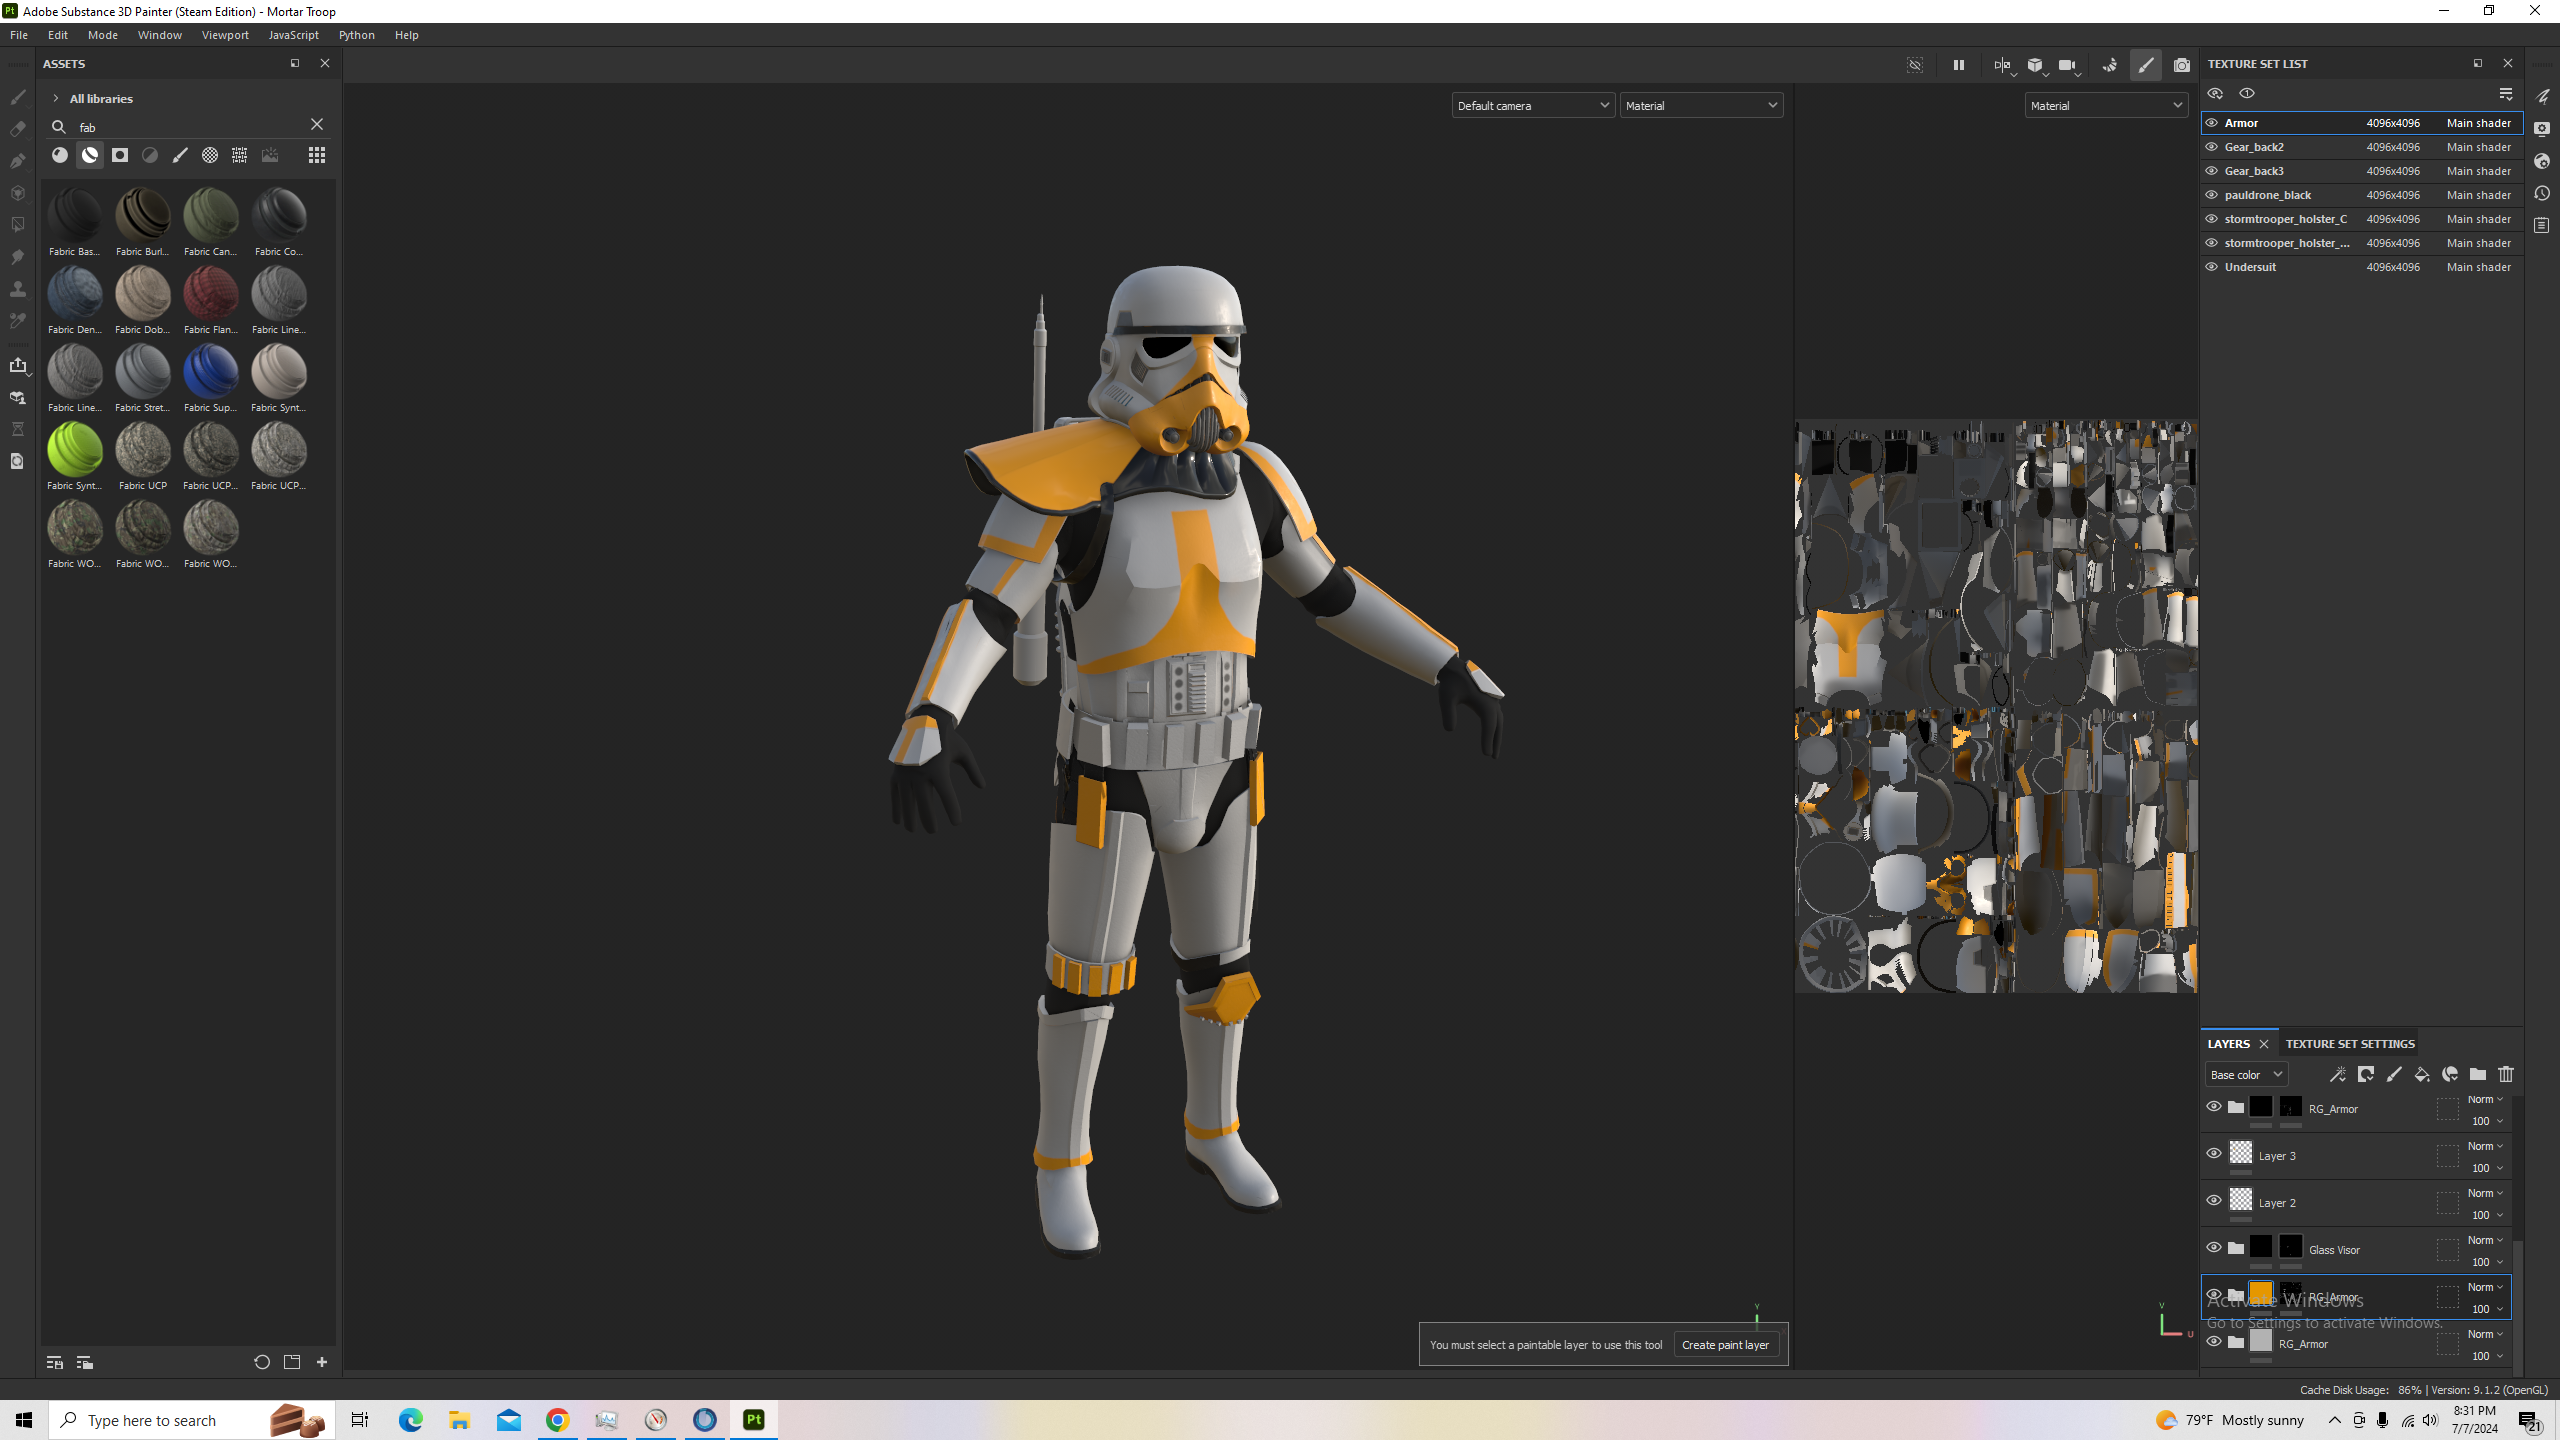 Pt Adobe Substance 3D Painter (Steam Edition) - Mortar Troop
File Edit Mode Window Viewport JavaScript Python Help
ASSETS
All libraries
fab
Fabric Bas... Fabric Burl... Fabric Can... Fabric Co...
Fabric Den... Fabric Dob... Fabric Flan... Fabric Line...
Fabric Line... Fabric Stret... Fabric Sup... Fabric Synt...
Fabric Synt... Fabric UCP Fabric UCP... Fabric UCP...
Fabric WO... Fabric WO... Fabric WO...
Default camera Material
Material
You must select a paintable layer to use this tool Create paint layer
Y
V
U
TEXTURE SET LIST
Armor 4096x4096 Main shader
Gear_back2 4096x4096 Main shader
Gear_back3 4096x4096 Main shader
pauldrone_black 4096x4096 Main shader
stormtrooper_holster_C 4096x4096 Main shader
stormtrooper_holster_... 4096x4096 Main shader
Undersuit 4096x4096 Main shader
LAYERS TEXTURE SET SETTINGS
Base color
RG_Armor Norm
100
Layer 3 Norm
100
Layer 2 Norm
100
Glass Visor Norm
100
RG_Armor Norm
100
Activate Windows
Go to Settings to activate Windows.
RG_Armor Norm
100
Cache Disk Usage: 86% | Version: 9.1.2 (OpenGL)
Type here to search
Pt
79°F Mostly sunny
8:31 PM
7/7/2024
21